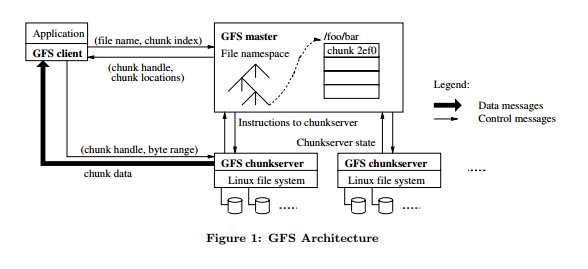 Application
GFS client
(file name, chunk index)
(chunk handle,
chunk locations)
GFS master
File namespace
/foo/bar
chunk 2ef0
Legend:
Data messages
Control messages
Instructions to chunkserver
Chunkserver state
(chunk handle, byte range)
chunk data
GFS chunkserver
Linux file system
.....
GFS chunkserver
Linux file system
.....
.....
Figure 1: GFS Architecture